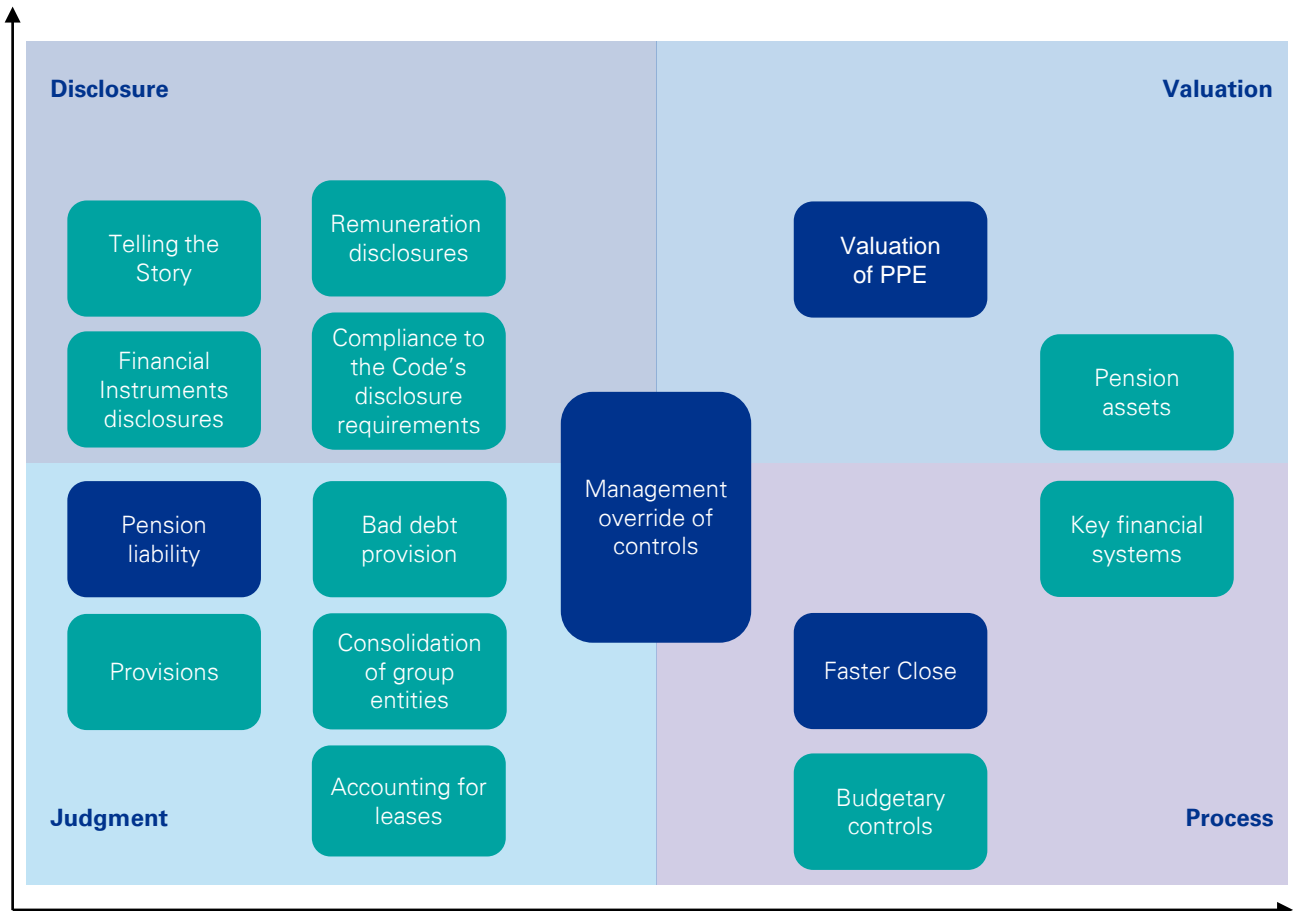 Disclosure
Valuation
Telling the
Story
Remuneration
disclosures
Financial
Instruments
disclosures
Compliance to
the Code’s
disclosure
requirements
Valuation
of PPE
Pension
assets
Management
override of
controls
Pension
liability
Bad debt
provision
Provisions
Consolidation
of group
entities
Accounting for
leases
Judgment
Key financial
systems
Faster Close
Budgetary
controls
Process